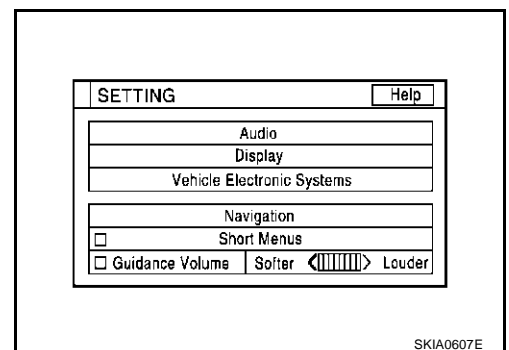 SETTING Help
Audio
Display
Vehicle Electronic Systems
Navigation
Short Menus
Guidance Volume Softer Louder
SKIA0607E